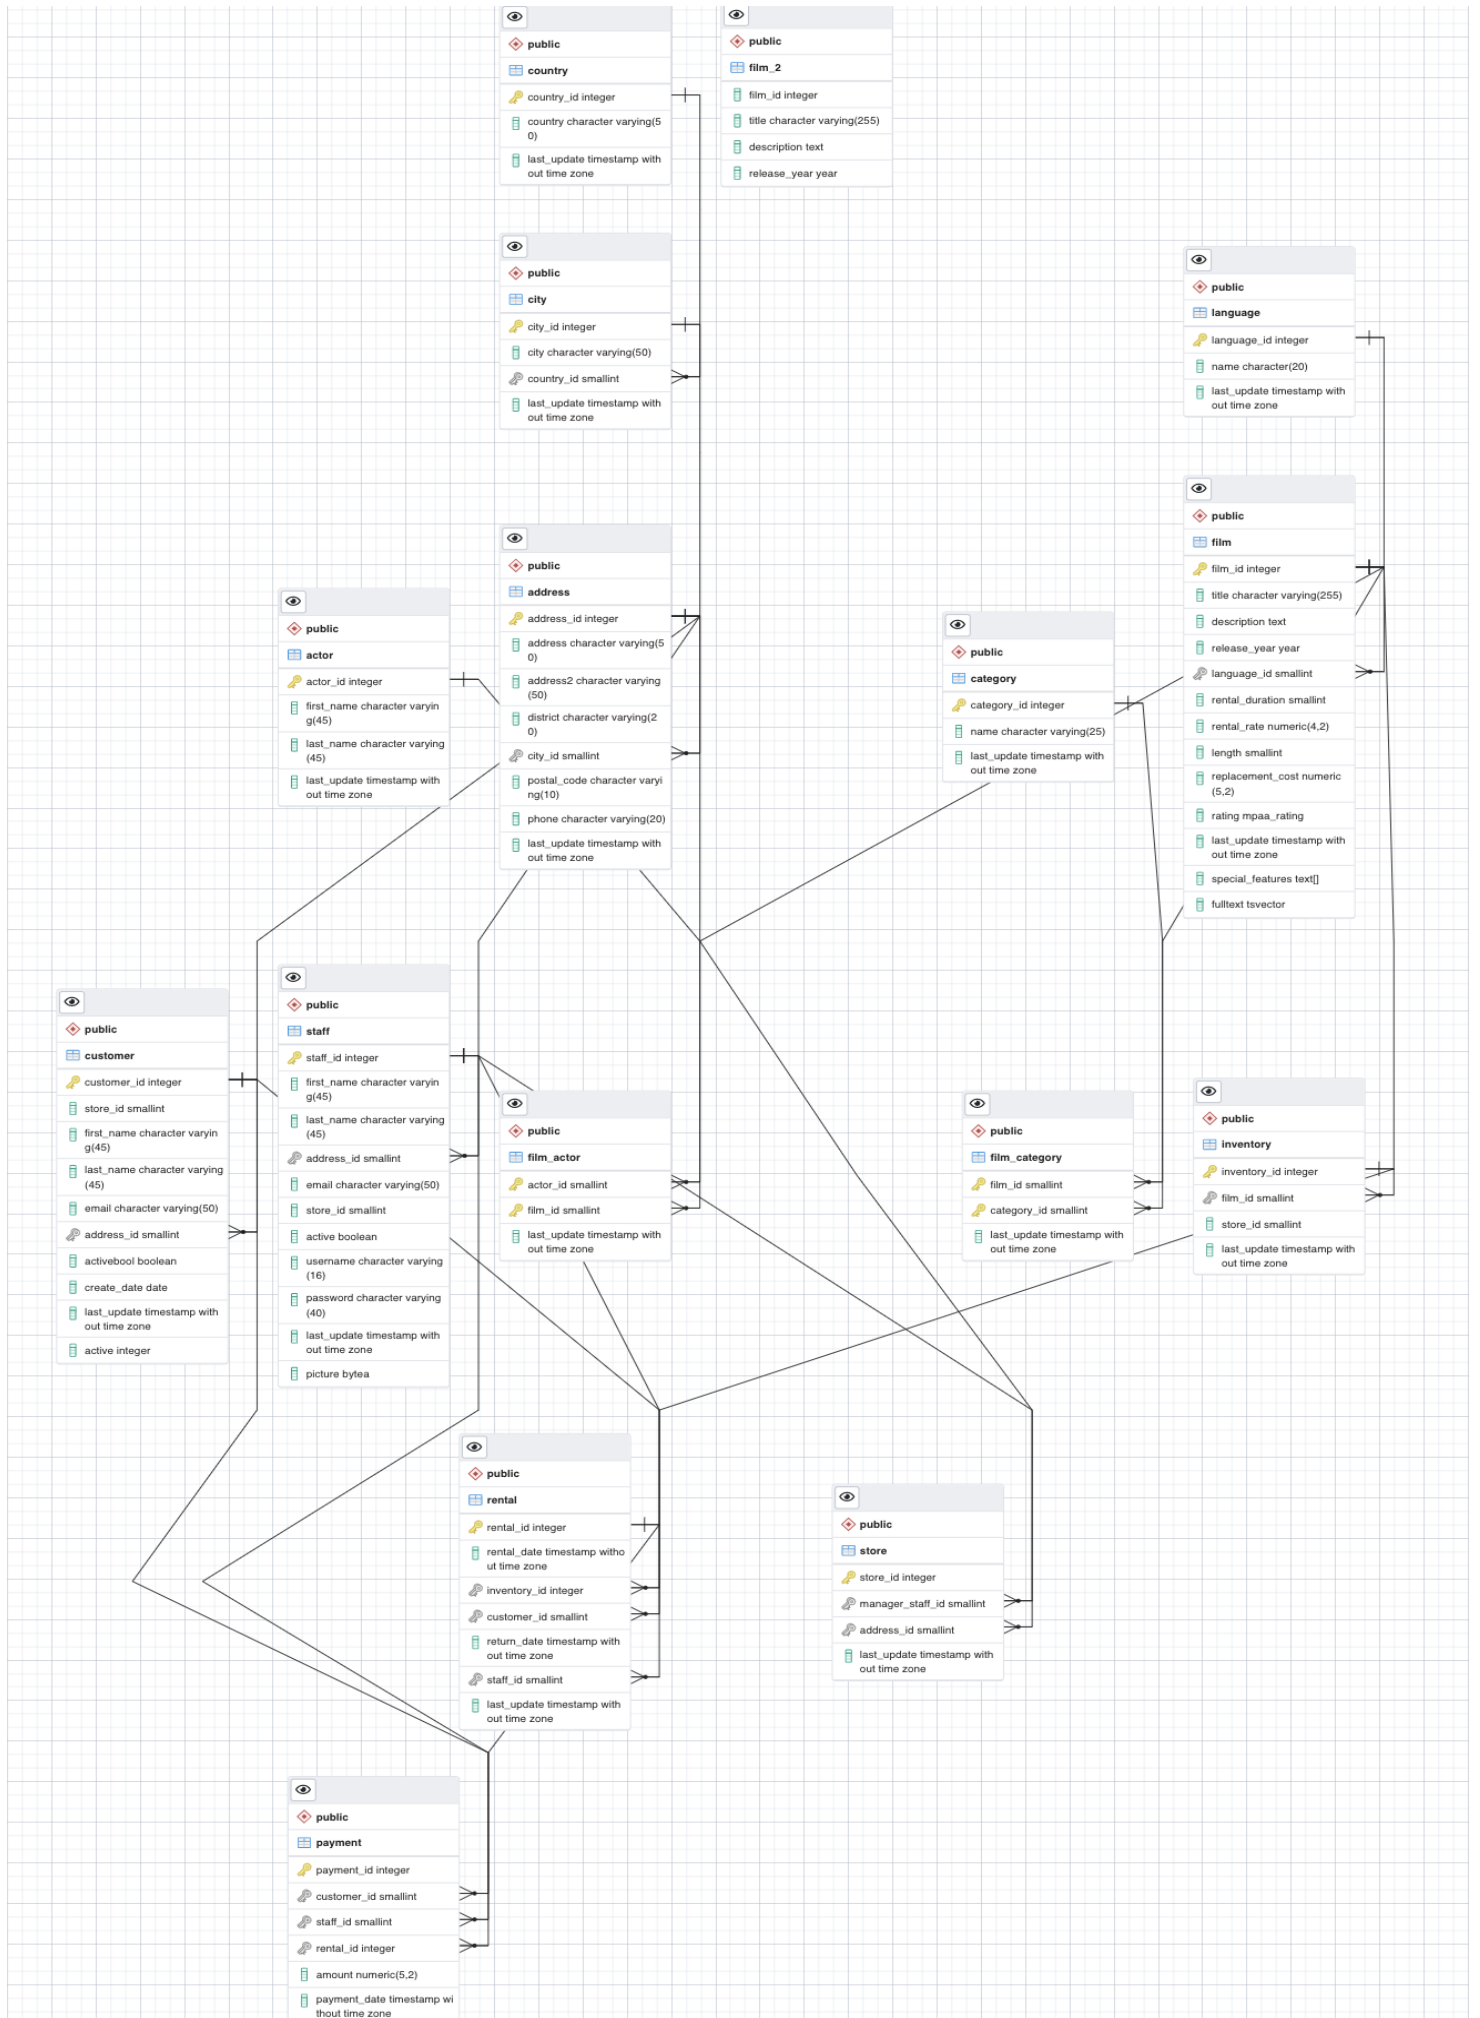 public
country
country_id integer
country character varying(5
0)
last_update timestamp with
out time zone
public
film_2
film_id integer
title character varying(255)
description text
release_year year
public
city
city_id integer
city character varying(50)
country_id smallint
last_update timestamp with
out time zone
public
language
language_id integer
name character(20)
last_update timestamp with
out time zone
public
film
film_id integer
title character varying(255)
description text
release_year year
language_id smallint
rental_duration smallint
rental_rate numeric(4,2)
length smallint
replacement_cost numeric
(5,2)
rating mpaa_rating
last_update timestamp with
out time zone
special_features text[]
fulltext tsvector
public
address
address_id integer
address character varying(5
0)
address2 character varying
(50)
district character varying(2
0)
city_id smallint
postal_code character varyi
ng(10)
phone character varying(20)
last_update timestamp with
out time zone
public
actor
actor_id integer
first_name character varyin
g(45)
last_name character varying
(45)
last_update timestamp with
out time zone
public
category
category_id integer
name character varying(25)
last_update timestamp with
out time zone
public
customer
customer_id integer
store_id smallint
first_name character varyin
g(45)
last_name character varying
(45)
email character varying(50)
address_id smallint
activebool boolean
create_date date
last_update timestamp with
out time zone
active integer
public
staff
staff_id integer
first_name character varyin
g(45)
last_name character varying
(45)
address_id smallint
email character varying(50)
store_id smallint
active boolean
username character varying
(16)
password character varying
(40)
last_update timestamp with
out time zone
picture bytea
public
film_actor
actor_id smallint
film_id smallint
last_update timestamp with
out time zone
public
film_category
film_id smallint
category_id smallint
last_update timestamp with
out time zone
public
inventory
inventory_id integer
film_id smallint
store_id smallint
last_update timestamp with
out time zone
public
rental
rental_id integer
rental_date timestamp witho
ut time zone
inventory_id integer
customer_id smallint
return_date timestamp with
out time zone
staff_id smallint
last_update timestamp with
out time zone
public
store
store_id integer
manager_staff_id smallint
address_id smallint
last_update timestamp with
out time zone
public
payment
payment_id integer
customer_id smallint
staff_id smallint
rental_id integer
amount numeric(5,2)
payment_date timestamp wi
thout time zone